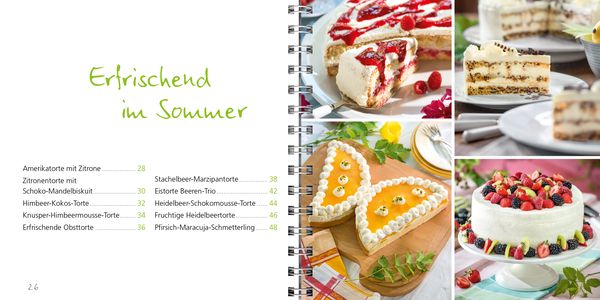 Erfrischend
im Sommer
Amerikatorte mit Zitrone 28
Zitronentorte mit
Schoko-Mandelbiskuit 30
Himbeer-Kokos-Torte 32
Knusper-Himbeermousse-Torte 34
Erfrischende Obsttorte 36
Stachelbeer-Marzipantorte 38
Eistorte Beeren-Trio 42
Heidelbeer-Schokomousse-Torte 44
Fruchtige Heidelbeertorte 46
Pfirsich-Maracuja-Schmetterling 48
26